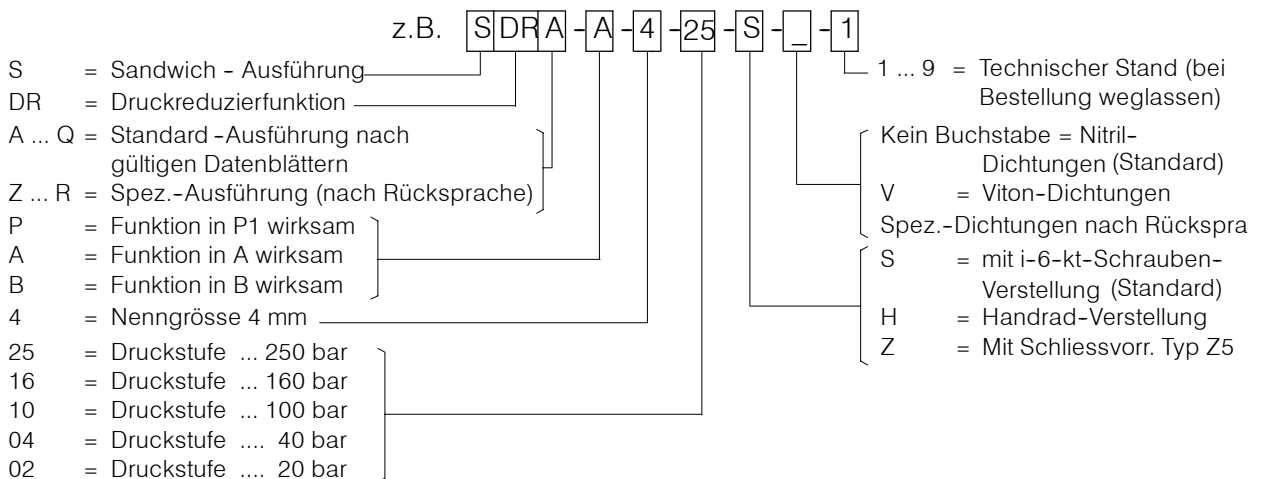 z.B. S DR A - A - 4 - 25 - S - _ - 1
S = Sandwich - Ausführung
DR = Druckreduzierfunktion
A ... Q = Standard -Ausführung nach
gültigen Datenblättern
Z ... R = Spez.-Ausführung (nach Rücksprache)
P = Funktion in P1 wirksam
A = Funktion in A wirksam
B = Funktion in B wirksam
4 = Nenngrösse 4 mm
25 = Druckstufe ... 250 bar
16 = Druckstufe ... 160 bar
10 = Druckstufe ... 100 bar
04 = Druckstufe .... 40 bar
02 = Druckstufe .... 20 bar
1 ... 9 = Technischer Stand (bei
Bestellung weglassen)
Kein Buchstabe = Nitril-
Dichtungen (Standard)
V = Viton-Dichtungen
Spez.-Dichtungen nach Rückspra
S = mit i-6-kt-Schrauben-
Verstellung (Standard)
H = Handrad-Verstellung
Z = Mit Schliessvorr. Typ Z5